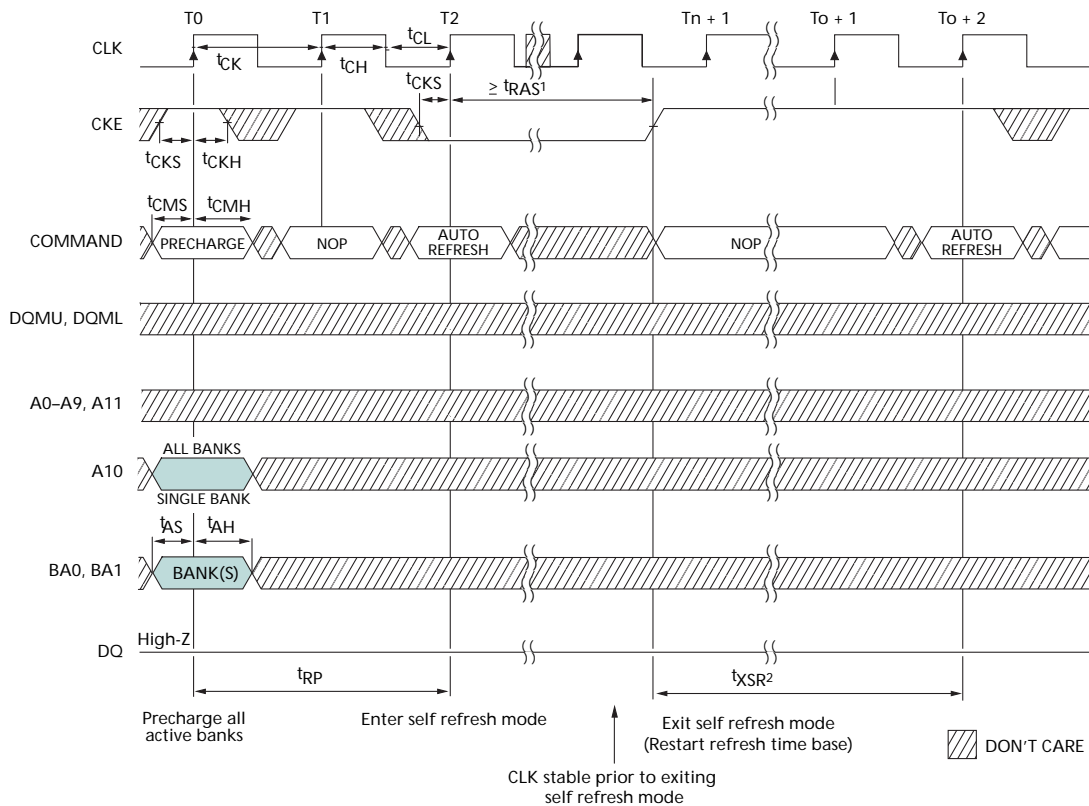 T0 T1 T2 Tn + 1 To + 1 To + 2
CLK
tCK tCH tCL
tCKS ≥ tRAS1
CKE
tCKS tCKH
tCMS tCMH
COMMAND PRECHARGE NOP AUTO REFRESH NOP AUTO REFRESH
DQMU, DQML
A0–A9, A11
ALL BANKS
A10
SINGLE BANK
tAS tAH
BA0, BA1 BANK(S)
High-Z
DQ
tRP tXSR2
Precharge all
active banks
Enter self refresh mode
Exit self refresh mode
(Restart refresh time base)
DON'T CARE
CLK stable prior to exiting
self refresh mode